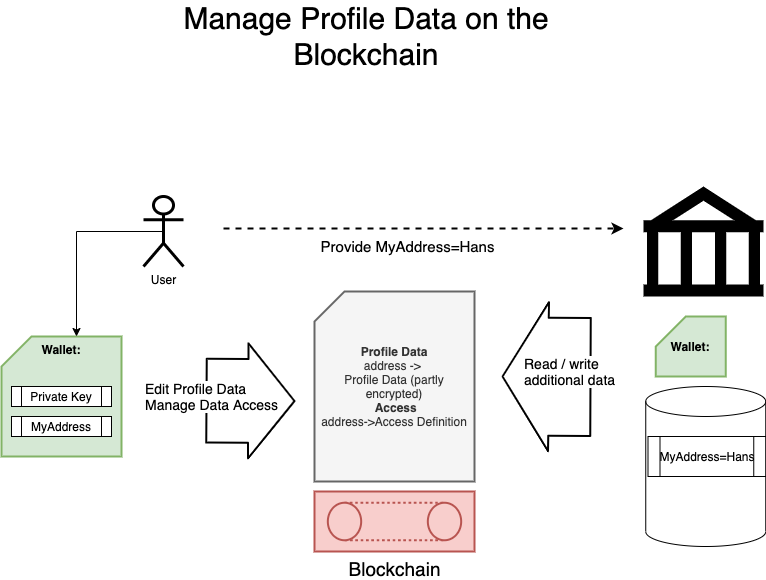 Manage Profile Data on the
Blockchain
Provide MyAddress=Hans
User
Wallet:
Private Key
MyAddress
Edit Profile Data
Manage Data Access
Profile Data
address ->
Profile Data (partly
encrypted)
Access
address->Access Definition
Read / write
additional data
Wallet:
MyAddress=Hans
Blockchain